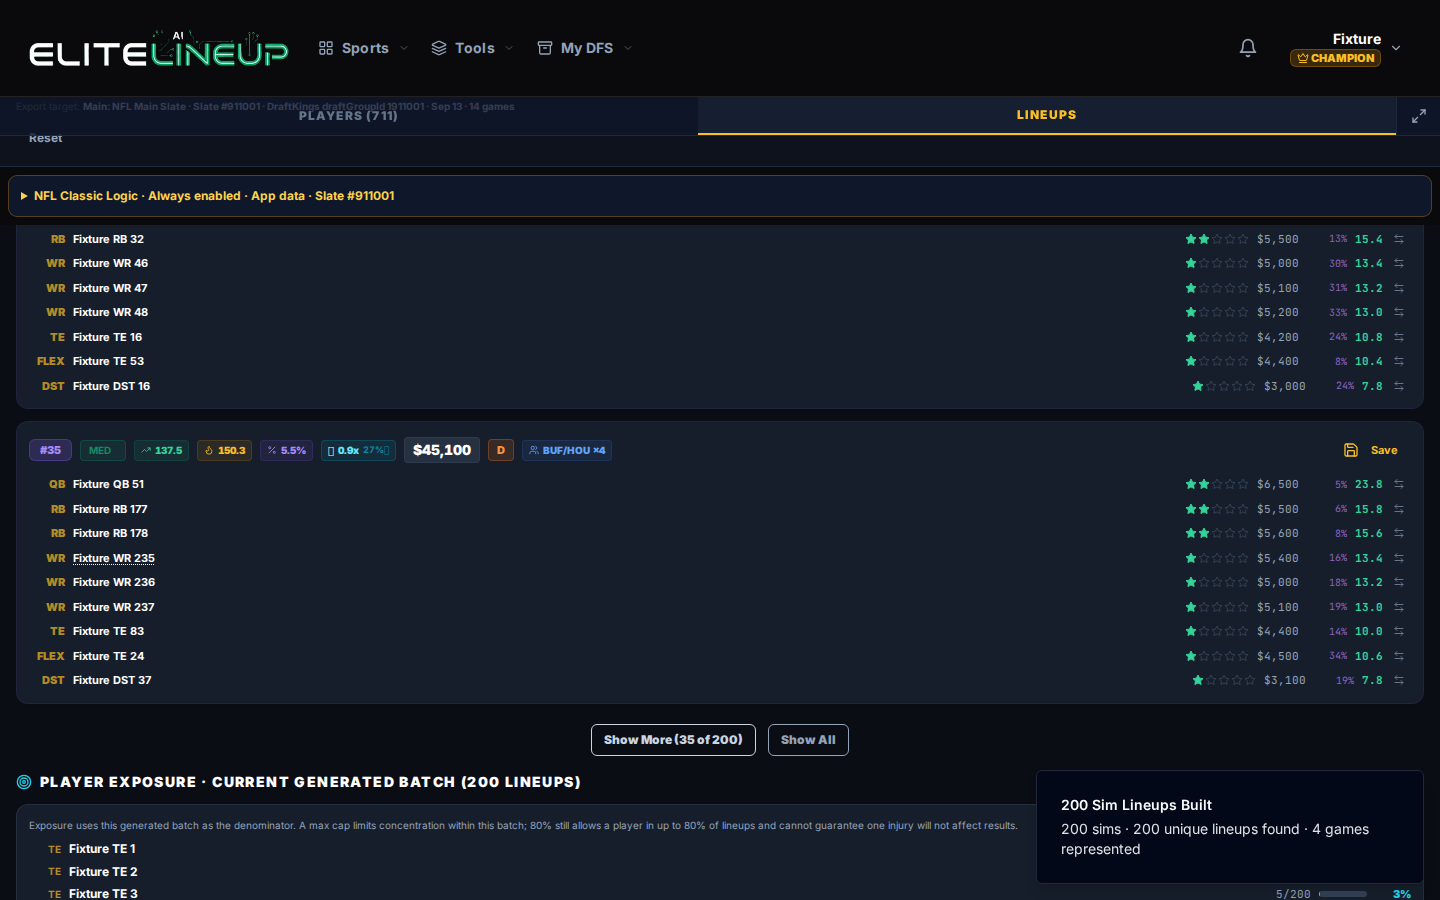 ELITE LINEUP AI
Sports
Tools
My DFS
Fixture
CHAMPION
Export target: Main: NFL Main Slate · Slate #911001 · DraftKings draftGroupId 1911001 · Sep 13 · 14 games
PLAYERS (711)
LINEUPS
Reset
NFL Classic Logic · Always enabled · App data · Slate #911001
RB Fixture RB 32 $5,500 13% 15.4
WR Fixture WR 46 $5,000 30% 13.4
WR Fixture WR 47 $5,100 31% 13.2
WR Fixture WR 48 $5,200 33% 13.0
TE Fixture TE 16 $4,200 24% 10.8
FLEX Fixture TE 53 $4,400 8% 10.4
DST Fixture DST 16 $3,000 24% 7.8
#35 MED 137.5 150.3 5.5% 0.9x 27% $45,100 D BUF/HOU ×4 Save
QB Fixture QB 51 $6,500 5% 23.8
RB Fixture RB 177 $5,500 6% 15.8
RB Fixture RB 178 $5,600 8% 15.6
WR Fixture WR 235 $5,400 16% 13.4
WR Fixture WR 236 $5,000 18% 13.2
WR Fixture WR 237 $5,100 19% 13.0
TE Fixture TE 83 $4,400 14% 10.0
FLEX Fixture TE 24 $4,500 34% 10.6
DST Fixture DST 37 $3,100 19% 7.8
Show More (35 of 200)
Show All
PLAYER EXPOSURE · CURRENT GENERATED BATCH (200 LINEUPS)
Exposure uses this generated batch as the denominator. A max cap limits concentration within this batch; 80% still allows a player in up to 80% of lineups and cannot guarantee one injury will not affect results.
TE Fixture TE 1
TE Fixture TE 2
TE Fixture TE 3 5/200 3%
200 Sim Lineups Built
200 sims · 200 unique lineups found · 4 games
represented